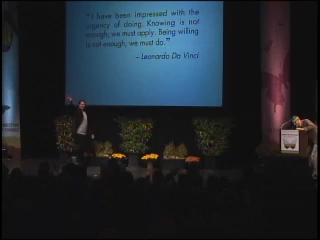 "I have been impressed with the
urgency of doing. Knowing is not
enough; we must apply. Being willing
is not enough; we must do."
– Leonardo Da Vinci